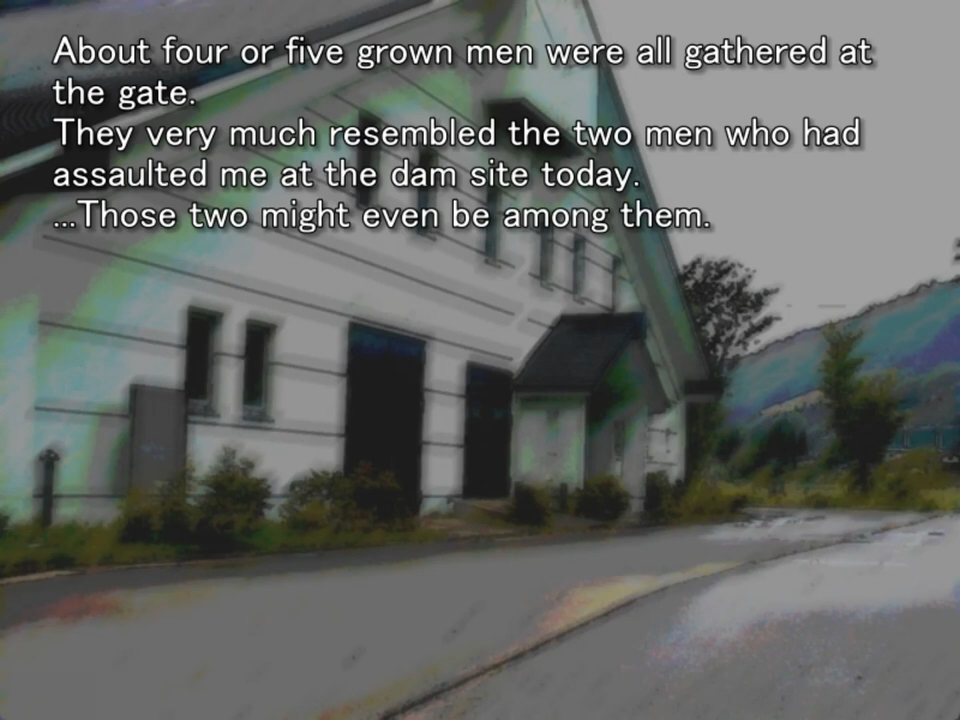 About four or five grown men were all gathered at
the gate.
They very much resembled the two men who had
assaulted me at the dam site today.
...Those two might even be among them.